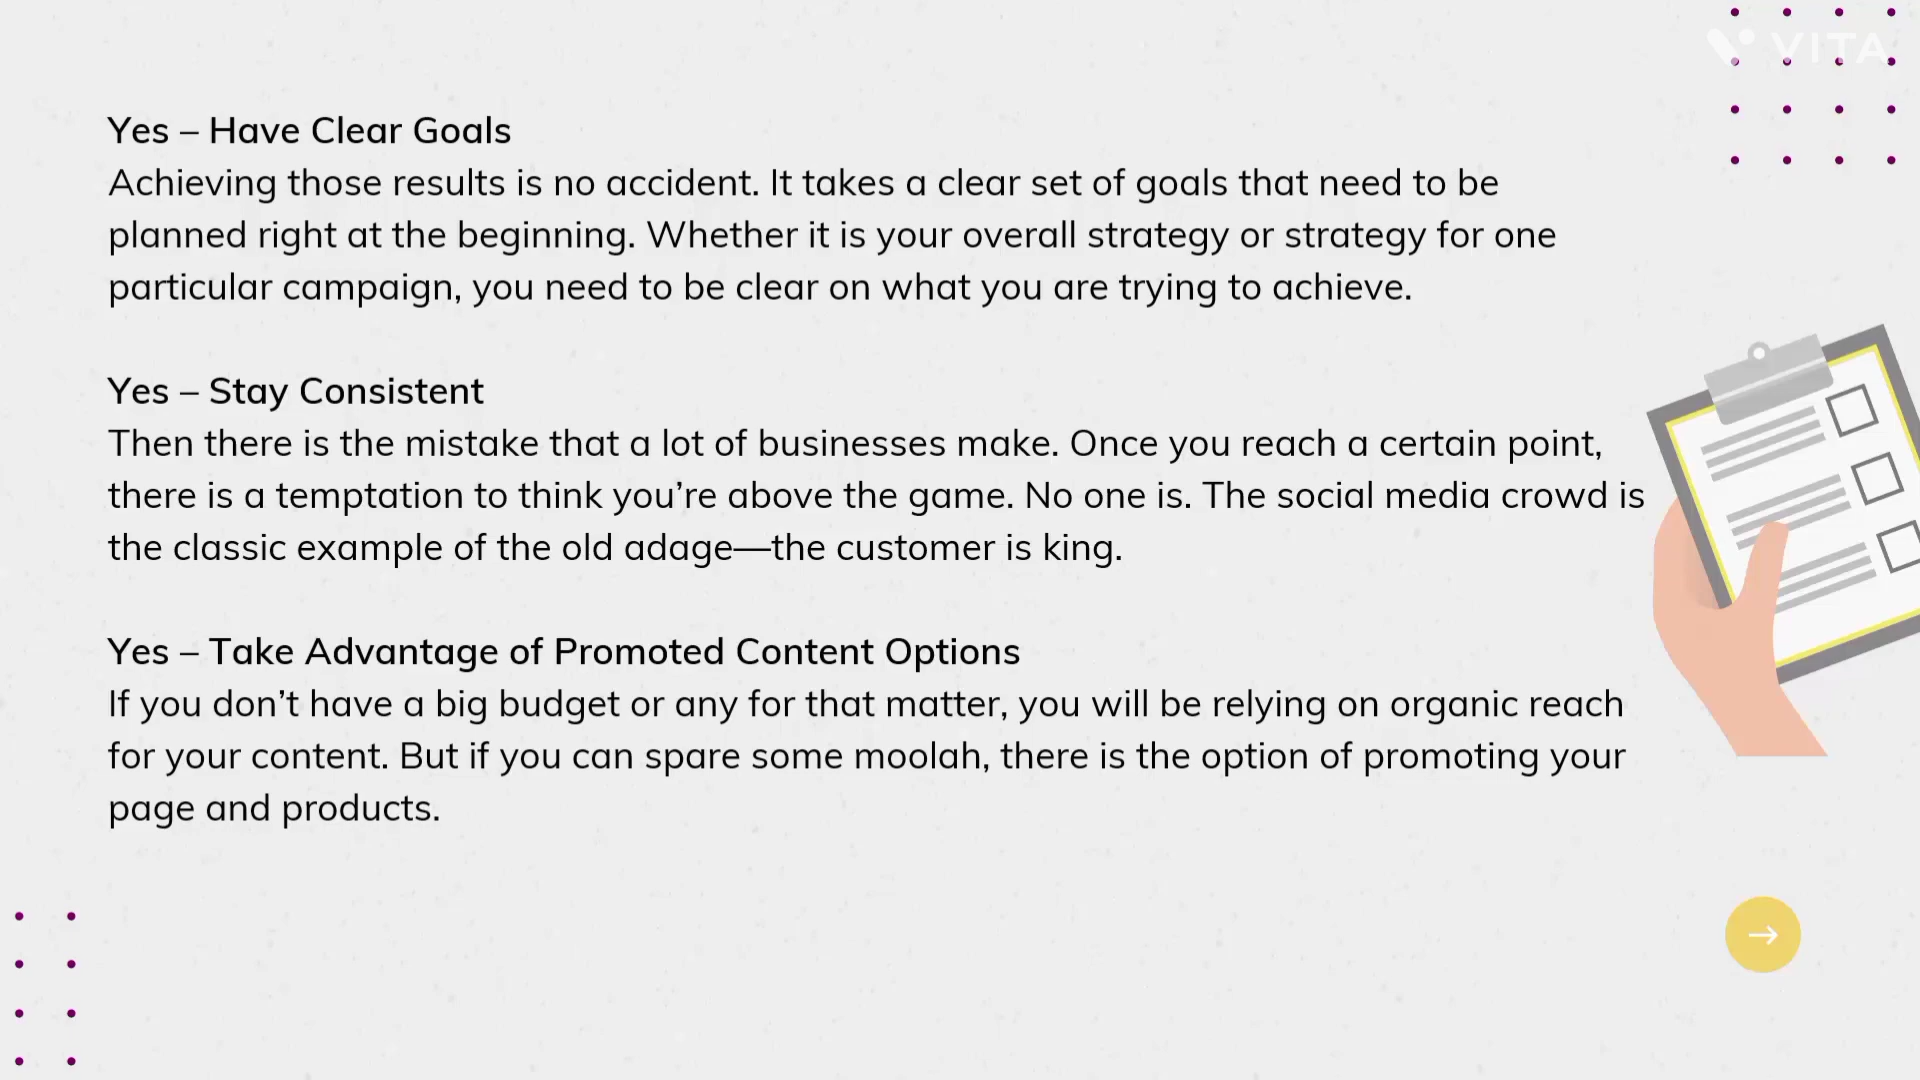 VITA
Yes – Have Clear Goals
Achieving those results is no accident. It takes a clear set of goals that need to be
planned right at the beginning. Whether it is your overall strategy or strategy for one
particular campaign, you need to be clear on what you are trying to achieve.
Yes – Stay Consistent
Then there is the mistake that a lot of businesses make. Once you reach a certain point,
there is a temptation to think you’re above the game. No one is. The social media crowd is
the classic example of the old adage—the customer is king.
Yes – Take Advantage of Promoted Content Options
If you don’t have a big budget or any for that matter, you will be relying on organic reach
for your content. But if you can spare some moolah, there is the option of promoting your
page and products.